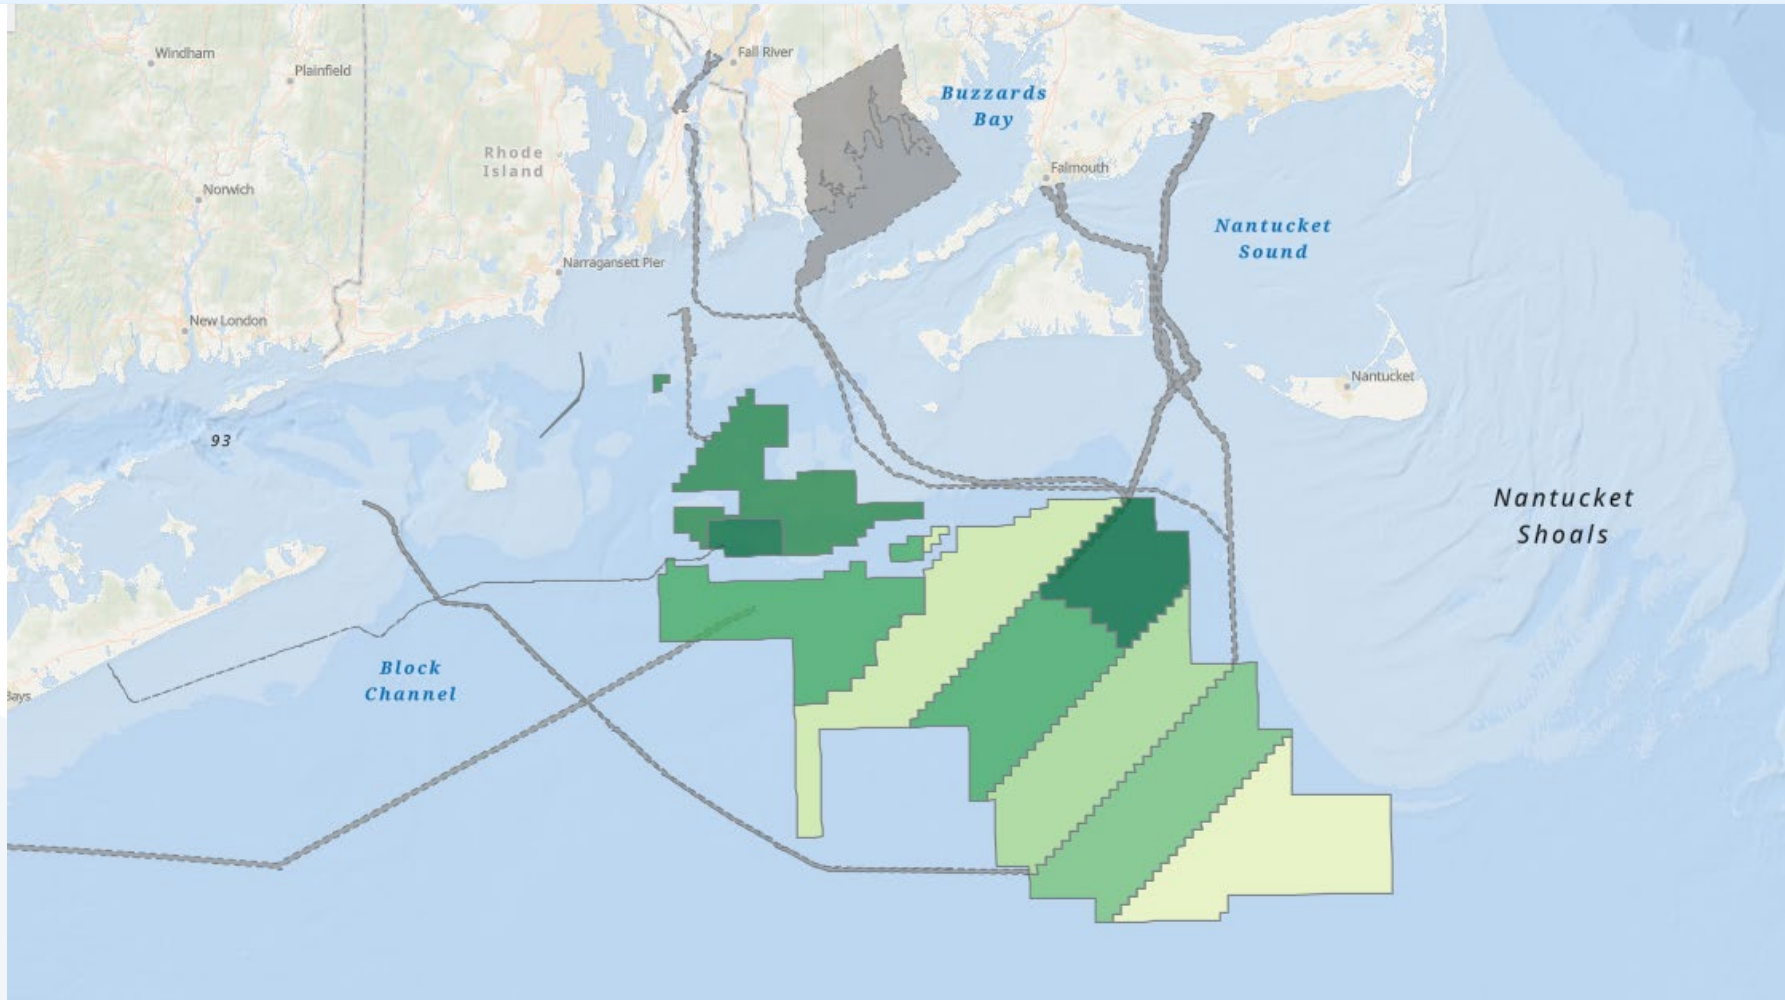 Windham
Plainfield
Fall River
Buzzards
Bay
Rhode
Island
Falmouth
Norwich
Nantucket
Sound
Narragansett Pier
New London
Nantucket
93
Nantucket
Shoals
Block
Channel
Bays